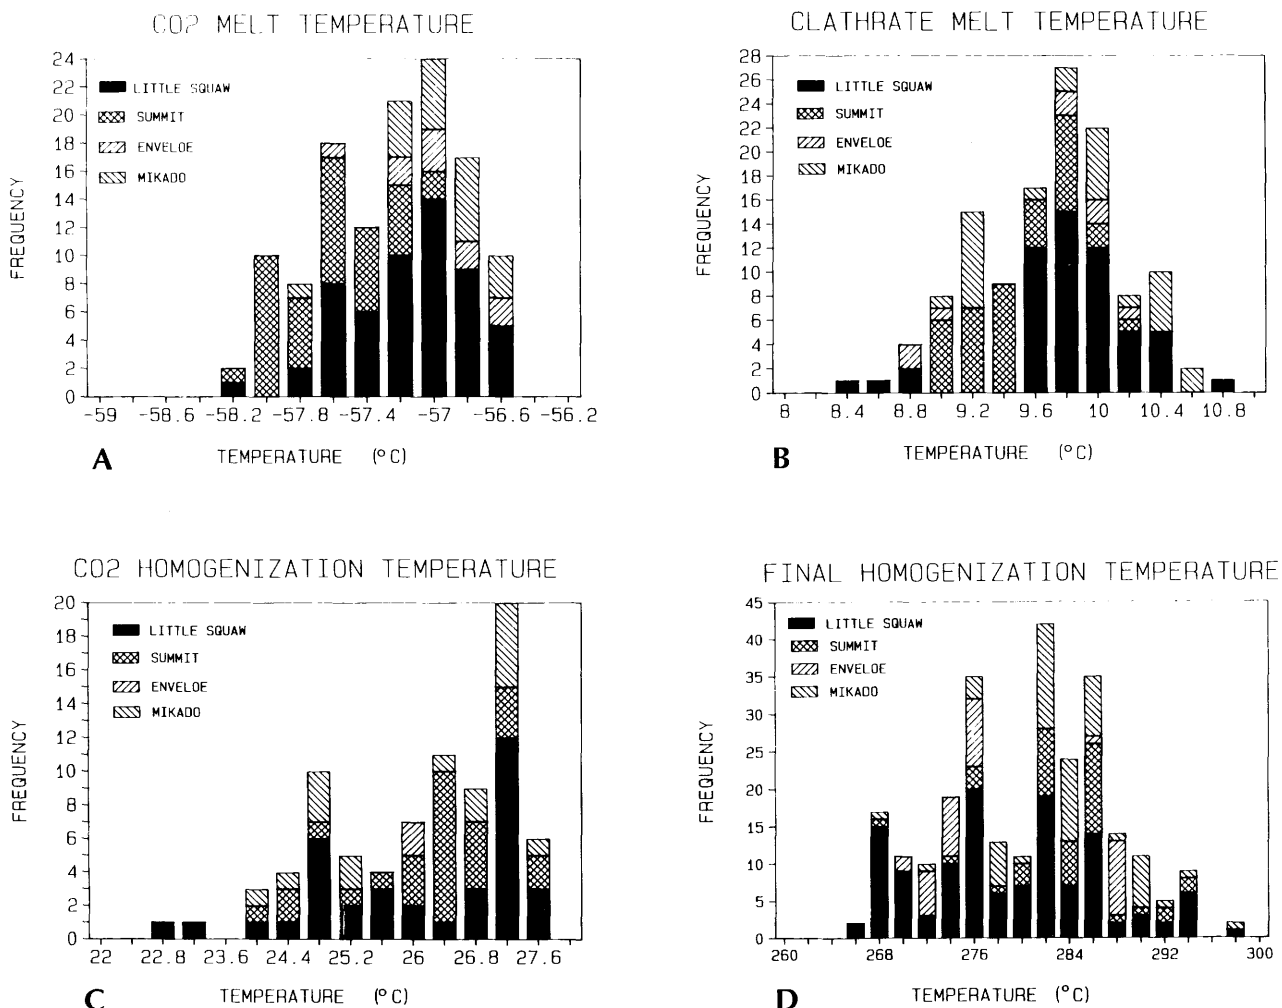 CO2 MELT TEMPERATURE
24
22
20
18
16
14
12
10
8
6
4
2
0
FREQUENCY
LITTLE SQUAW
SUMMIT
ENVELOE
MIKADO
-59 -58.6 -58.2 -57.8 -57.4 -57 -56.6 -56.2
TEMPERATURE (°C)
A
CLATHRATE MELT TEMPERATURE
28
26
24
22
20
18
16
14
12
10
8
6
4
2
0
FREQUENCY
LITTLE SQUAW
SUMMIT
ENVELOE
MIKADO
8 8.4 8.8 9.2 9.6 10 10.4 10.8
TEMPERATURE (°C)
B
CO2 HOMOGENIZATION TEMPERATURE
20
18
16
14
12
10
8
6
4
2
0
FREQUENCY
LITTLE SQUAW
SUMMIT
ENVELOE
MIKADO
22 22.8 23.6 24.4 25.2 26 26.8 27.6
TEMPERATURE (°C)
C
FINAL HOMOGENIZATION TEMPERATURE
45
40
35
30
25
20
15
10
5
0
FREQUENCY
LITTLE SQUAW
SUMMIT
ENVELOE
MIKADO
260 268 276 284 292 300
TEMPERATURE (°C)
D